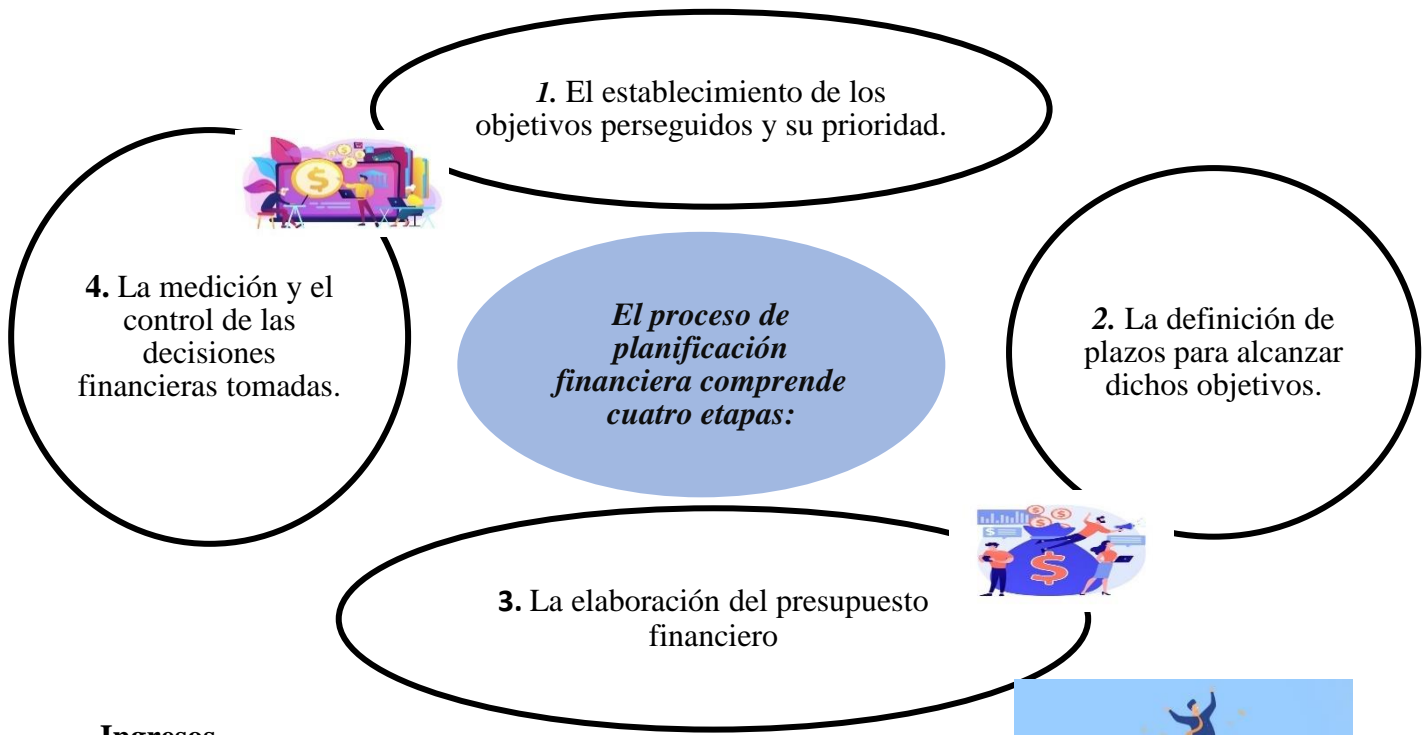 1. El establecimiento de los
objetivos perseguidos y su prioridad.
2. La definición de
plazos para alcanzar
dichos objetivos.
3. La elaboración del presupuesto
financiero
4. La medición y el
control de las
decisiones
financieras tomadas.
El proceso de
planificación
financiera comprende
cuatro etapas:
Ingresos